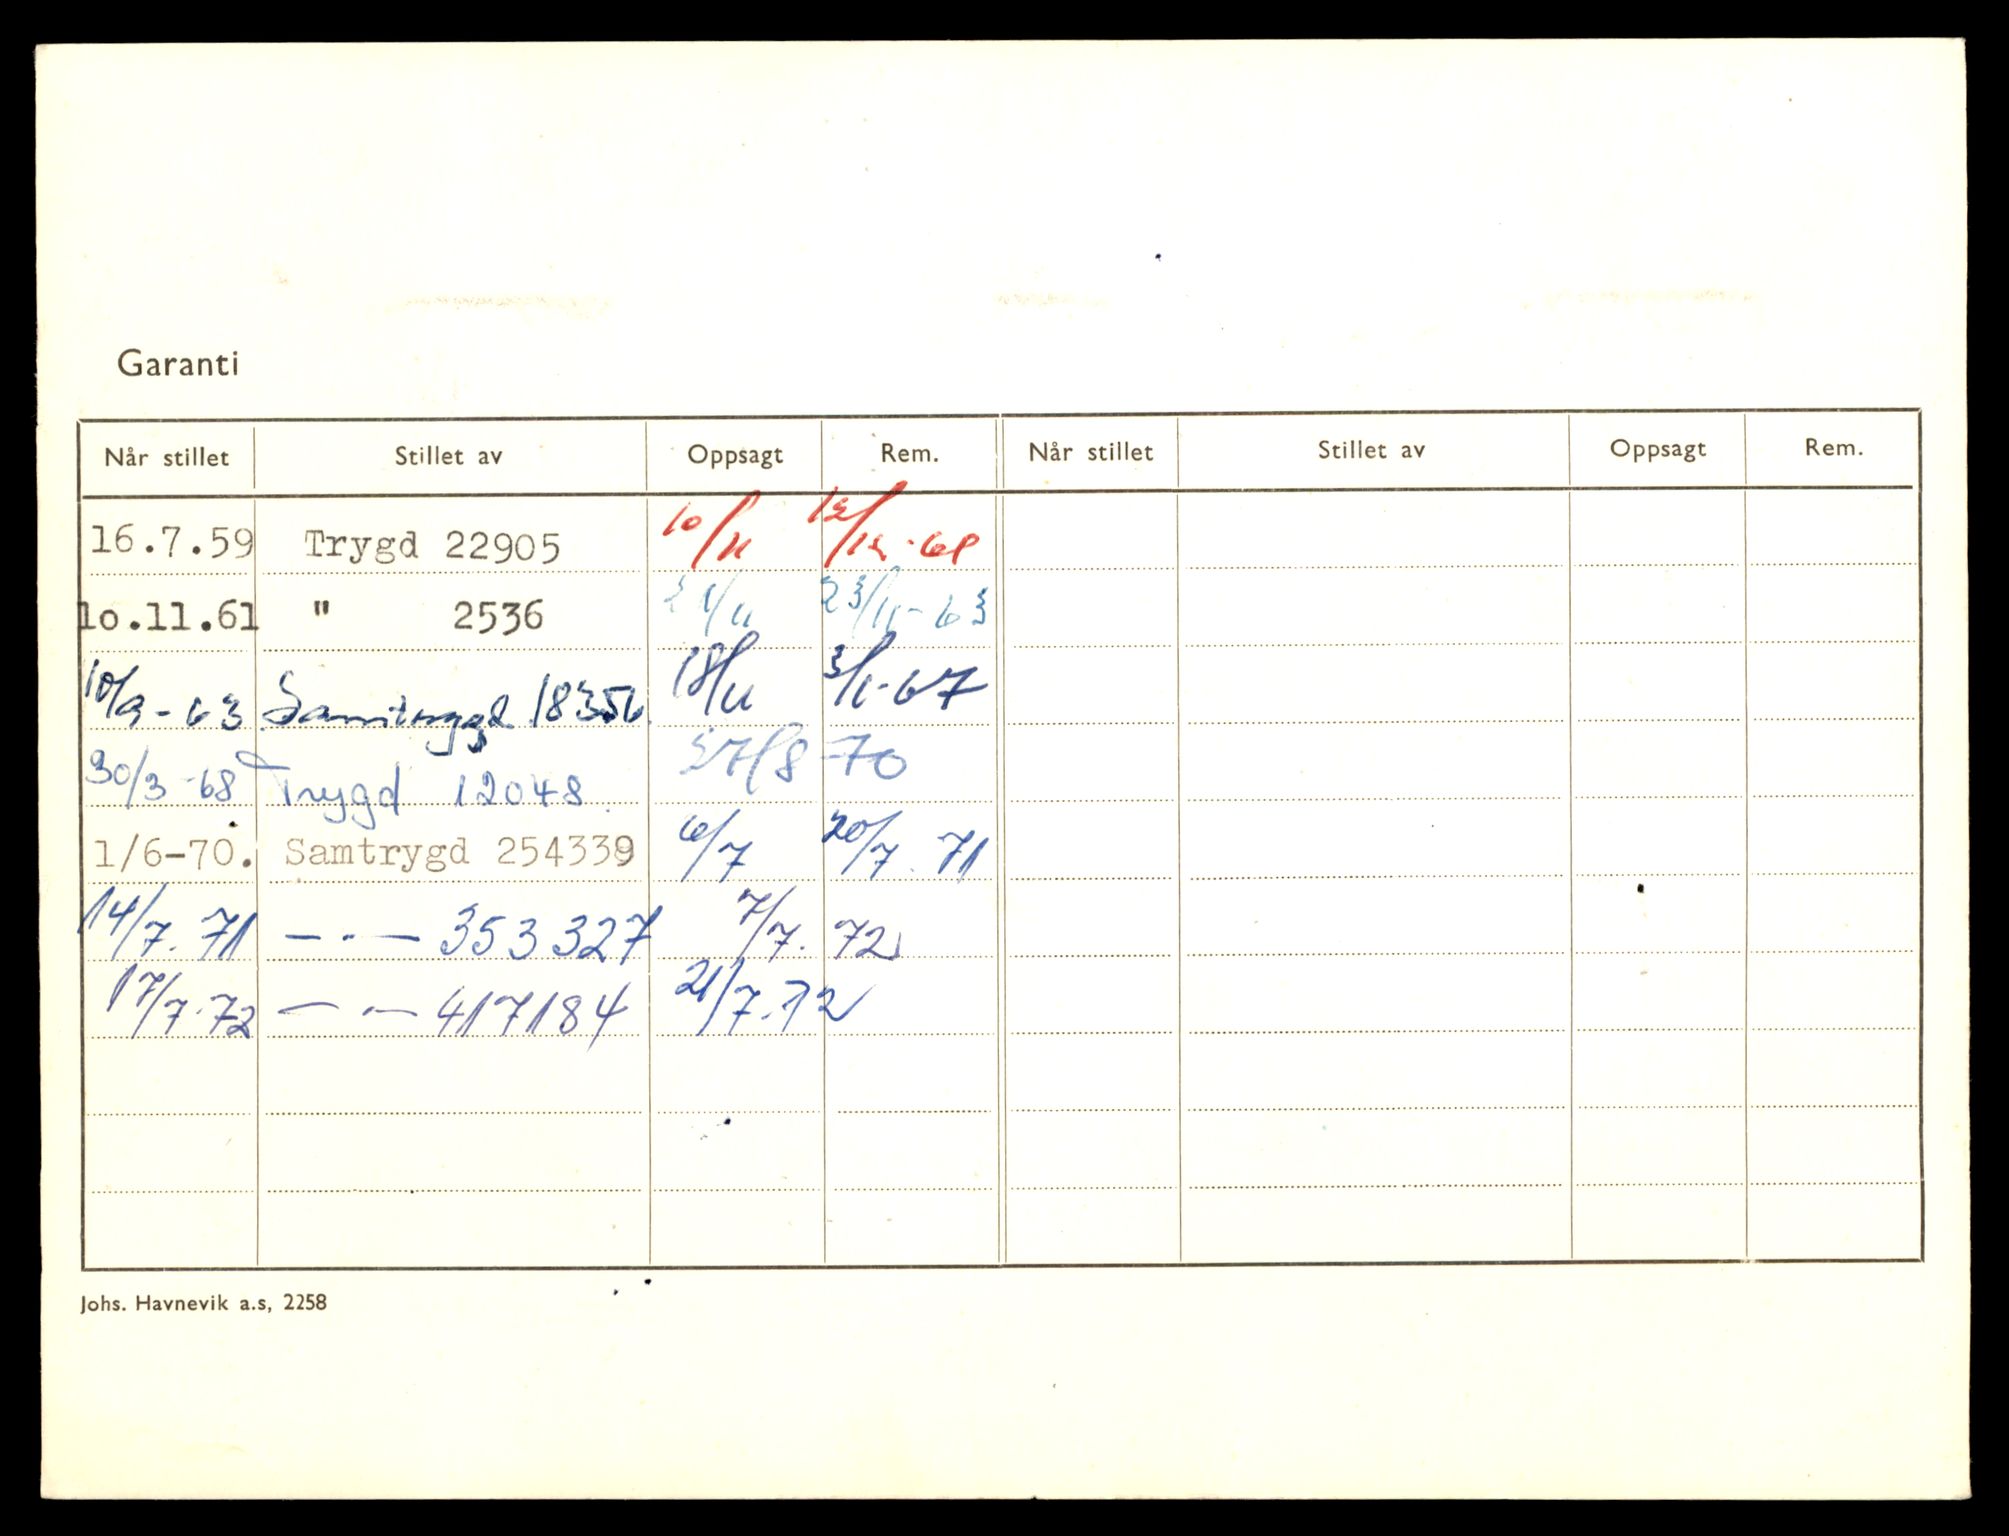 Garanti
Når stillet Stillet av Oppsagt Rem. Når stillet Stillet av Oppsagt Rem.
16.7.59 Trygd 22905 10/11 12/12-61
10.11.61 " 2536 21/11 23/11-63
10/9-63 Samtrygd 18356 18/11 3/1-67
30/3-68 Trygd 12048 27/8-70
1/6-70. Samtrygd 254339 6/7 20/7. 71
14/7. 71 — · — 353327 7/7. 72
17/7.72 — · — 417184 21/7.72
Johs. Havnevik a.s, 2258